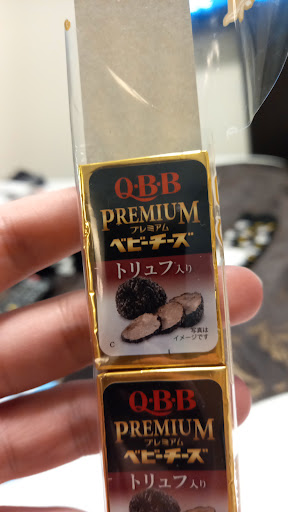 Q・B・B
PREMIUM
プレミアム
ベビーチーズ
トリュフ入り
写真は
イメージです
C
Q・B・B
PREMIUM
プレミアム
ベビーチーズ
トリュフ入り